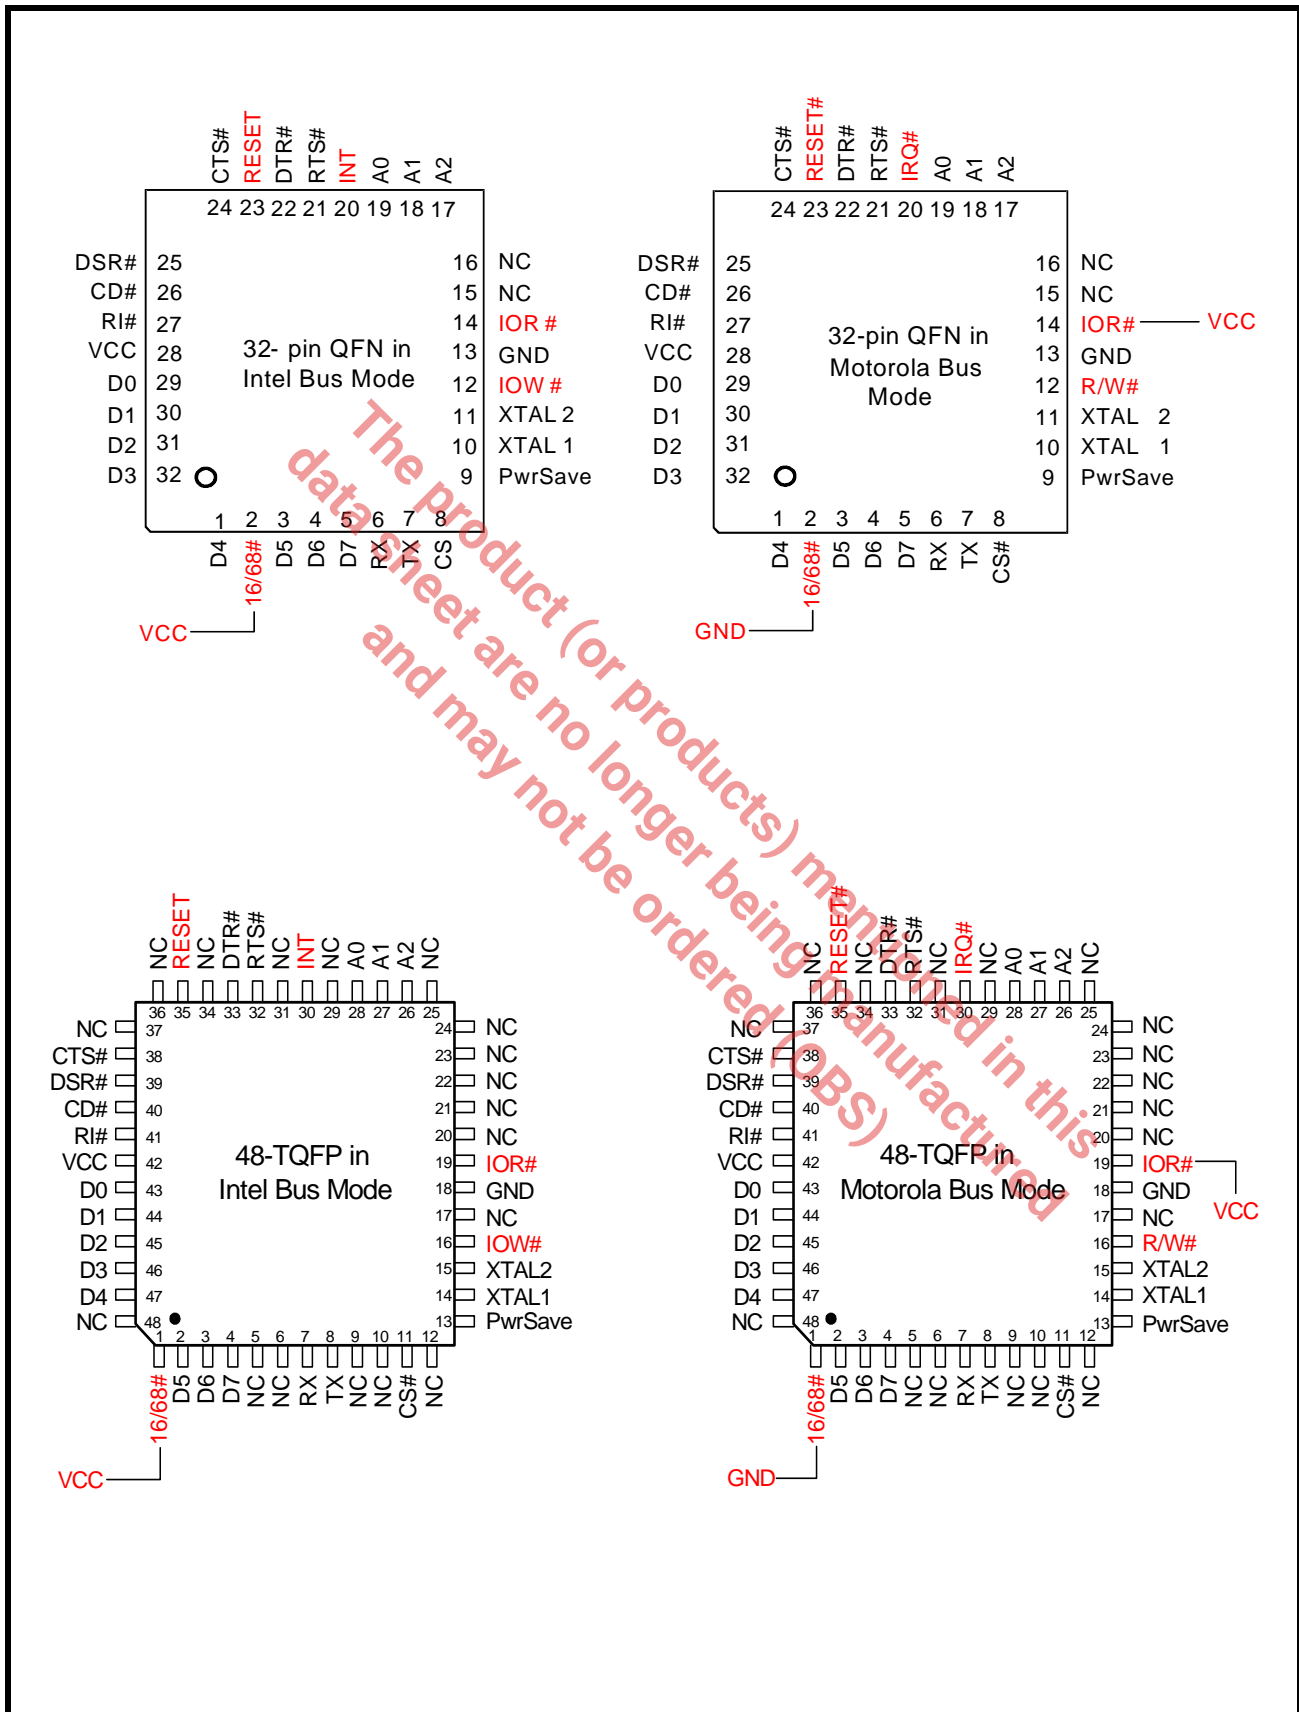 CTS# RESET DTR# RTS# INT A0 A1 A2
24 23 22 21 20 19 18 17
DSR# 25
CD# 26
RI# 27
VCC 28
D0 29
D1 30
D2 31
D3 32
16 NC
15 NC
14 IOR #
13 GND
12 IOW #
11 XTAL 2
10 XTAL 1
9 PwrSave
32- pin QFN in
Intel Bus Mode
1 2 3 4 5 6 7 8
D4 16/68# D5 D6 D7 RX TX CS
VCC
CTS# RESET# DTR# RTS# IRQ# A0 A1 A2
24 23 22 21 20 19 18 17
DSR# 25
CD# 26
RI# 27
VCC 28
D0 29
D1 30
D2 31
D3 32
16 NC
15 NC
14 IOR# VCC
13 GND
12 R/W#
11 XTAL 2
10 XTAL 1
9 PwrSave
32-pin QFN in
Motorola Bus
Mode
1 2 3 4 5 6 7 8
D4 16/68# D5 D6 D7 RX TX CS#
GND
The product (or products) mentioned in this
data sheet are no longer being manufactured
and may not be ordered (OBS)
NC RESET NC DTR# RTS# NC INT NC A0 A1 A2 NC
36 35 34 33 32 31 30 29 28 27 26 25
NC 37
CTS# 38
DSR# 39
CD# 40
RI# 41
VCC 42
D0 43
D1 44
D2 45
D3 46
D4 47
NC 48
24 NC
23 NC
22 NC
21 NC
20 NC
19 IOR#
18 GND
17 NC
16 IOW#
15 XTAL2
14 XTAL1
13 PwrSave
48-TQFP in
Intel Bus Mode
1 2 3 4 5 6 7 8 9 10 11 12
16/68# D5 D6 D7 NC NC RX TX NC NC CS# NC
VCC
NC RESET# NC DTR# RTS# NC IRQ# NC A0 A1 A2 NC
36 35 34 33 32 31 30 29 28 27 26 25
NC 37
CTS# 38
DSR# 39
CD# 40
RI# 41
VCC 42
D0 43
D1 44
D2 45
D3 46
D4 47
NC 48
24 NC
23 NC
22 NC
21 NC
20 NC
19 IOR#
18 GND
VCC
17 NC
16 R/W#
15 XTAL2
14 XTAL1
13 PwrSave
48-TQFP in
Motorola Bus Mode
1 2 3 4 5 6 7 8 9 10 11 12
16/68# D5 D6 D7 NC NC RX TX NC NC CS# NC
GND